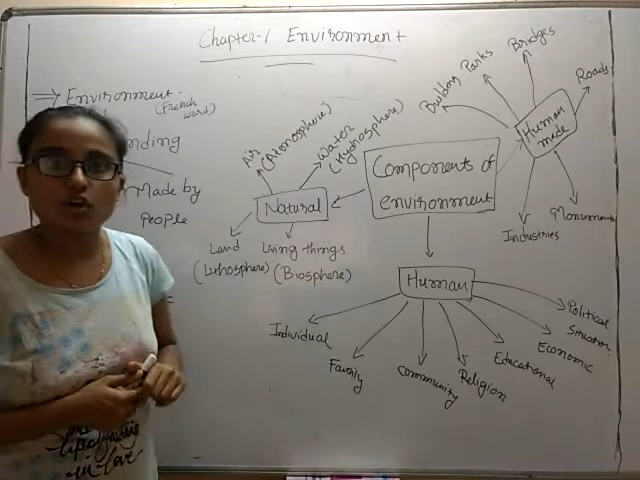 Chapter-1 Environment
⇒ Environment-
(French
word)
nding
Made by
People
=
Components of
environment
Natural
Air
(Atmosphere)
Water
(Hydrosphere)
Land
(Lithosphere)
Living things
(Biosphere)
Human
made
Building
Parks
Bridges
Roads
Industries
Monuments
Human
Individual
Family
Community
Religion
Educational
Economic
Political
Situation
in love